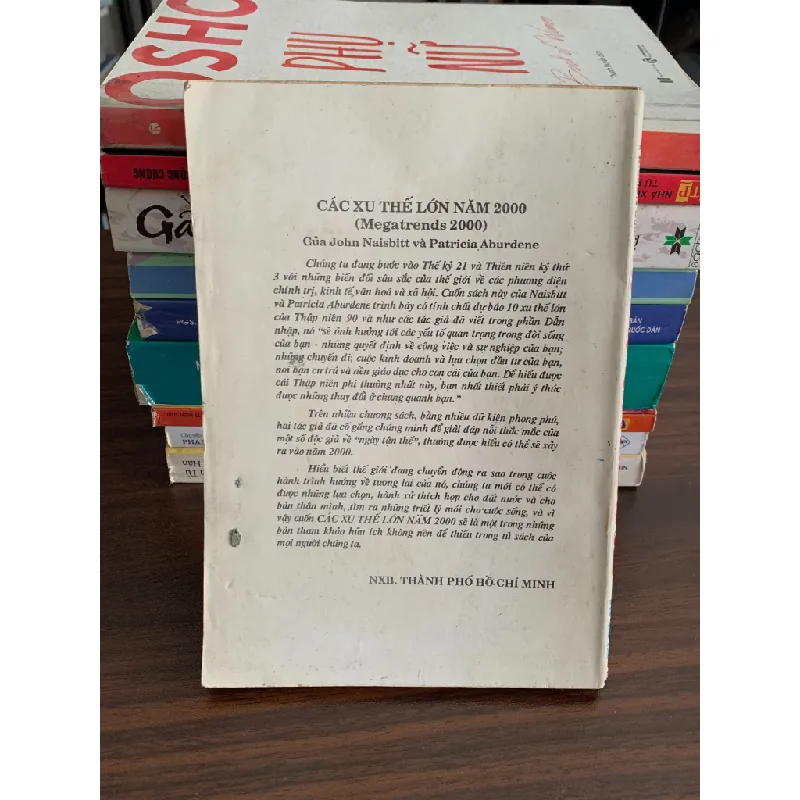 OSHO
PHỤ
NỮ
CÁC XU THẾ LỚN NĂM 2000
(Megatrends 2000)
Của John Naisbitt và Patricia Aburdene
Chúng ta đang bước vào Thế kỷ 21 và Thiên niên kỷ thứ
3 với những biến đổi sâu sắc của thế giới về các phương diện
chính trị, kinh tế, văn hoá và xã hội. Cuốn sách này của Naisbitt
và Patricia Aburdene trình bày có tính chất dự báo 10 xu thế lớn
của Thập niên 90 và như các tác giả đã viết trong phần Dẫn
nhập, nó "sẽ ảnh hưởng tới các yếu tố quan trọng trong đời sống
của bạn - những quyết định về công việc và sự nghiệp của bạn;
những chuyến đi; cuộc kinh doanh và lựa chọn đầu tư của bạn,
nơi bạn cư trú và nền giáo dục cho con cái của bạn. Để hiểu được
cái Thập niên phi thường nhất này, bạn nhất thiết phải ý thức
được những thay đổi ở chung quanh bạn."
Trên nhiều chương sách, bằng nhiều dữ kiện phong phú,
hai tác giả đã cố gắng chứng minh để giải đáp nỗi thắc mắc của
một số độc giả về "ngày tận thế", thường được hiểu có thể sẽ xảy
ra vào năm 2000.
Hiểu biết thế giới đang chuyển động ra sao trong cuộc
hành trình hướng về tương lai của nó, chúng ta mới có thể có
được những lựa chọn, hành xử thích hợp cho đất nước và cho
bản thân mình, tìm ra những triết lý mới cho cuộc sống, và vì
vậy cuốn CÁC XU THẾ LỚN NĂM 2000 sẽ là một trong những
bản tham khảo hữu ích không nên để thiếu trong tủ sách của
mọi người chúng ta.
NXB. THÀNH PHỐ HỒ CHÍ MINH